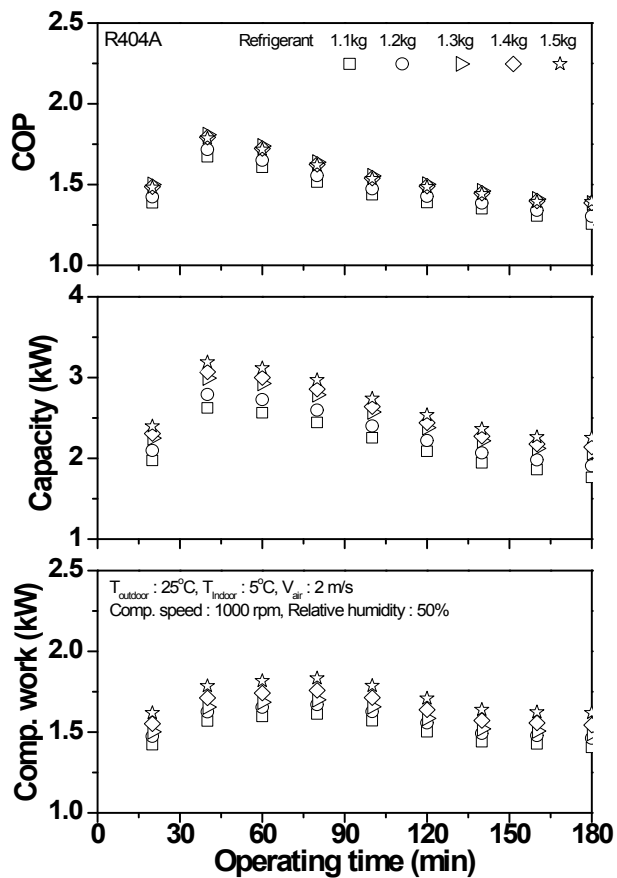 2.5
R404A Refrigerant 1.1kg 1.2kg 1.3kg 1.4kg 1.5kg
2.0
COP
1.5
1.0
4
3
Capacity (kW)
2
1
2.5
T_outdoor : 25°C, T_Indoor : 5°C, V_air : 2 m/s
Comp. speed : 1000 rpm, Relative humidity : 50%
2.0
Comp. work (kW)
1.5
1.0
0 30 60 90 120 150 180
Operating time (min)